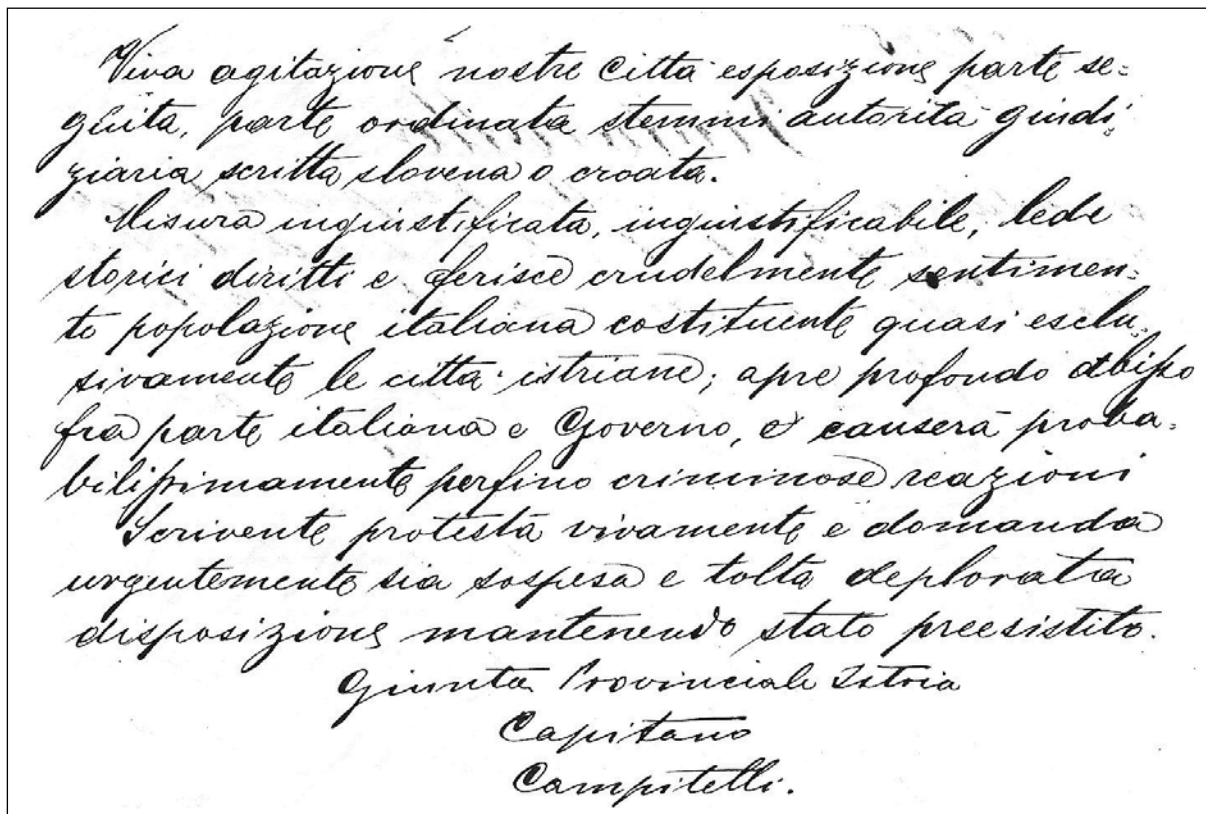 Viva agitazione nostre Città esposizione parte se=
guita, parte ordinata stemmi autorità giudi=
ziaria scritta slovena o croata.
Misura ingiustificata, ingiustificabile, lede
storici diritti e ferisce crudelmente sentimen=
to popolazione italiana costituente quasi esclu=
sivamente le città istriane; apre profondo abisso
fra parte italiana e Governo, e causerà proba=
bilissimamente perfino criminose reazioni
Scrivente protesta vivamente e domanda
urgentemente sia sospesa e tolta deplorata
disposizione mantenendo stato preesistito.
Giunta Provinciale Istria
Capitano
Campitelli.